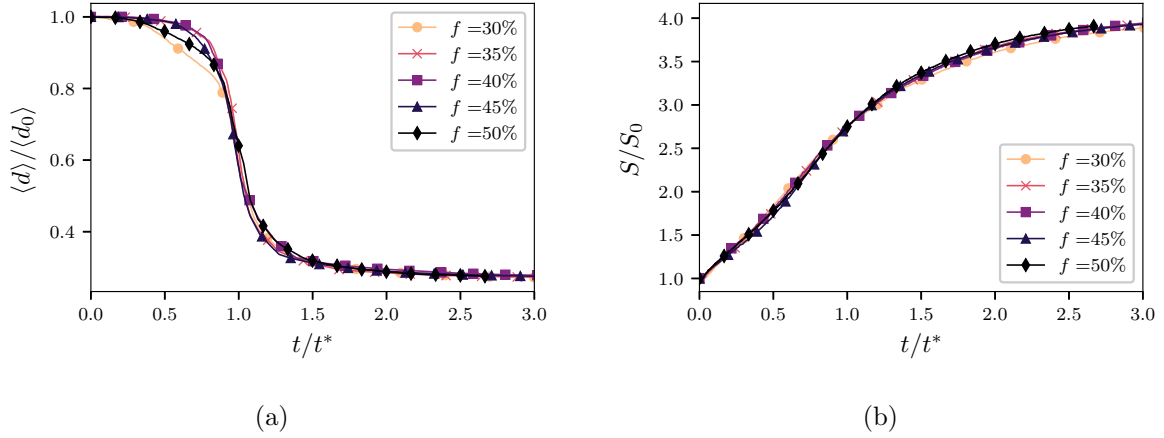 1.0
0.8
0.6
0.4
⟨d⟩/⟨d₀⟩
f =30%
f =35%
f =40%
f =45%
f =50%
0.0 0.5 1.0 1.5 2.0 2.5 3.0
t/t*
(a)
4.0
3.5
3.0
2.5
2.0
1.5
1.0
S/S₀
f =30%
f =35%
f =40%
f =45%
f =50%
0.0 0.5 1.0 1.5 2.0 2.5 3.0
t/t*
(b)